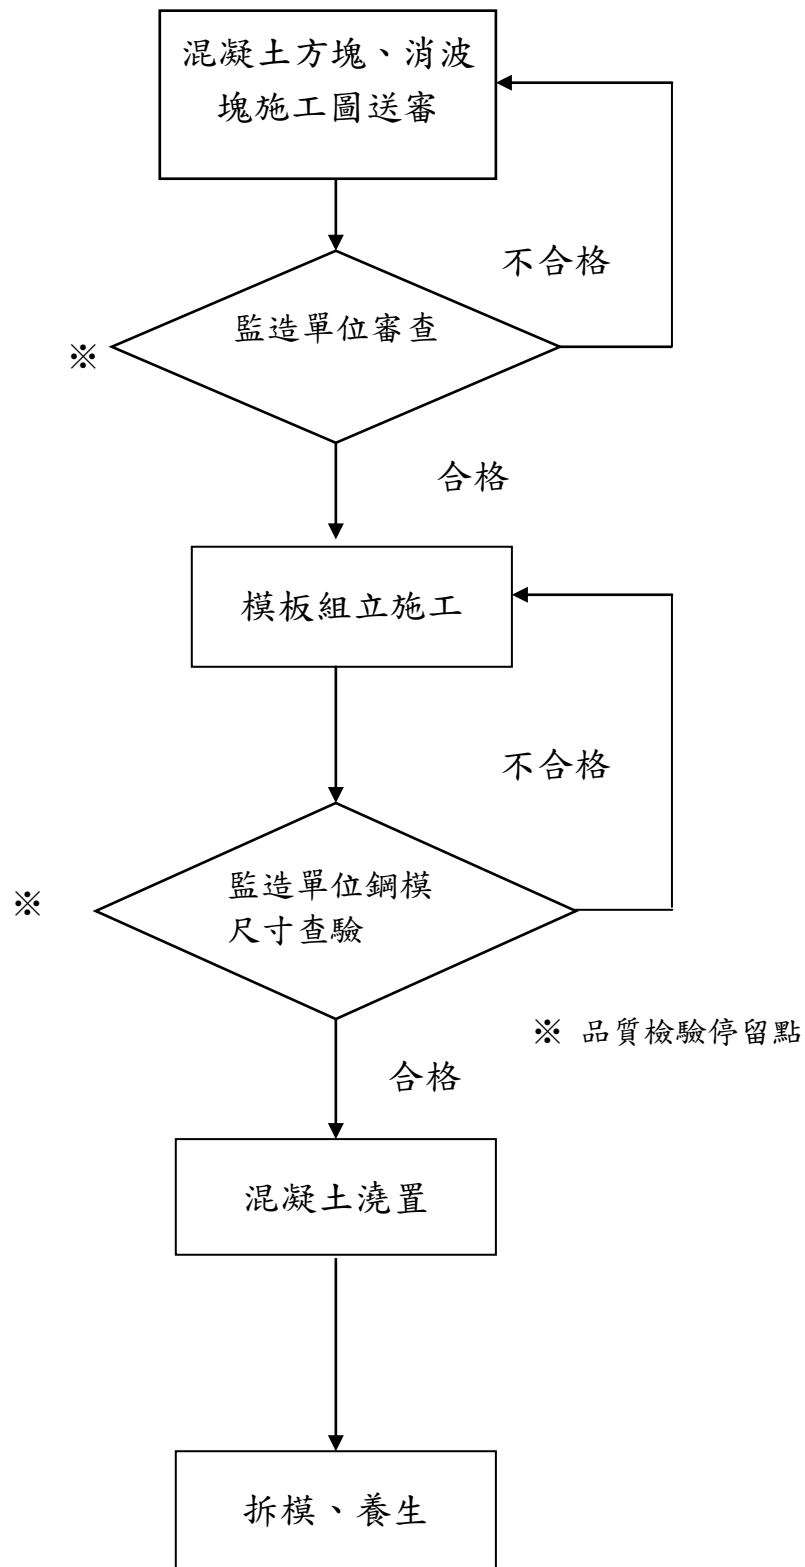 混凝土方塊、消波
塊施工圖送審
不合格
監造單位審查
※
合格
模板組立施工
不合格
監造單位鋼模
尺寸查驗
※
※ 品質檢驗停留點
合格
混凝土澆置
拆模、養生